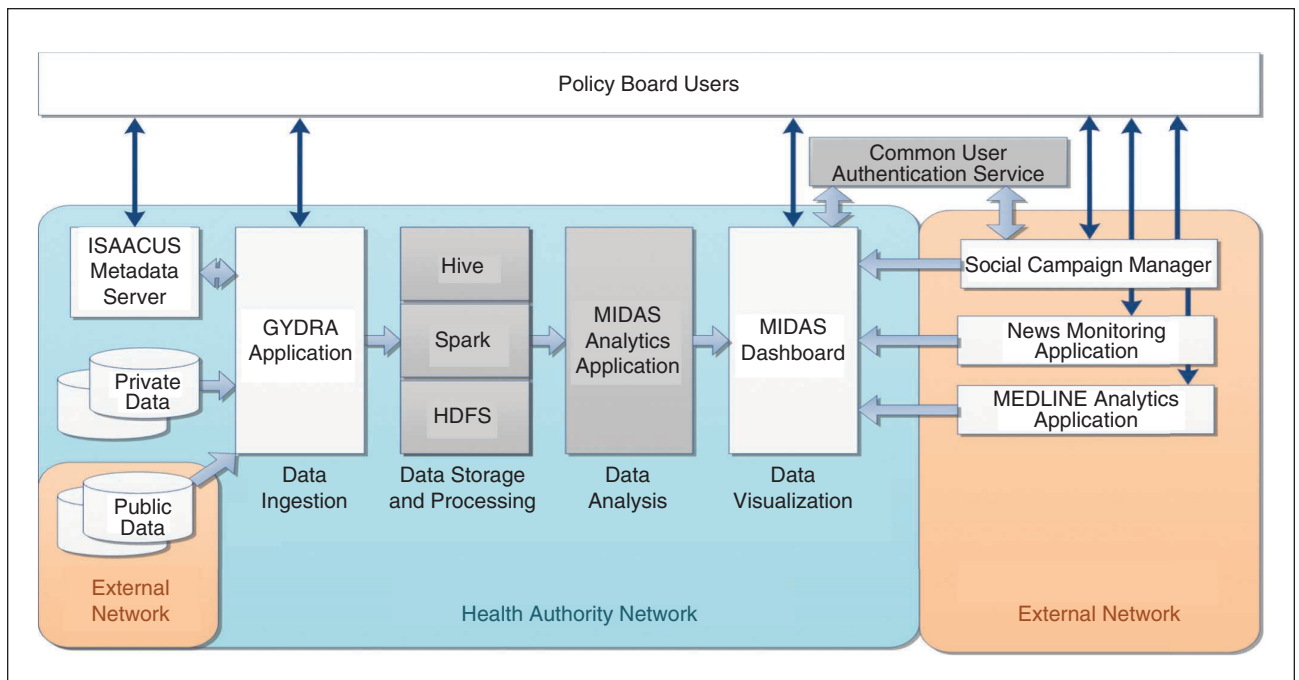 Policy Board Users
Common User
Authentication Service
ISAACUS
Metadata
Server
GYDRA
Application
Hive
Spark
HDFS
MIDAS
Analytics
Application
MIDAS
Dashboard
Social Campaign Manager
News Monitoring
Application
MEDLINE Analytics
Application
Private
Data
Public
Data
Data
Ingestion
Data Storage
and Processing
Data
Analysis
Data
Visualization
External
Network
Health Authority Network
External Network